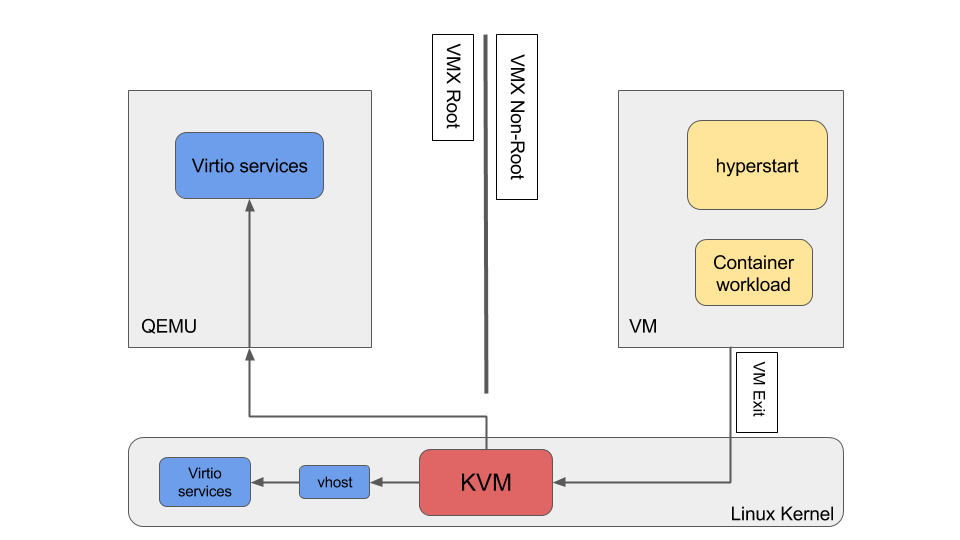 VMX Root
VMX Non-Root
Virtio services
QEMU
hyperstart
Container
workload
VM
VM Exit
Virtio
services
vhost
KVM
Linux Kernel